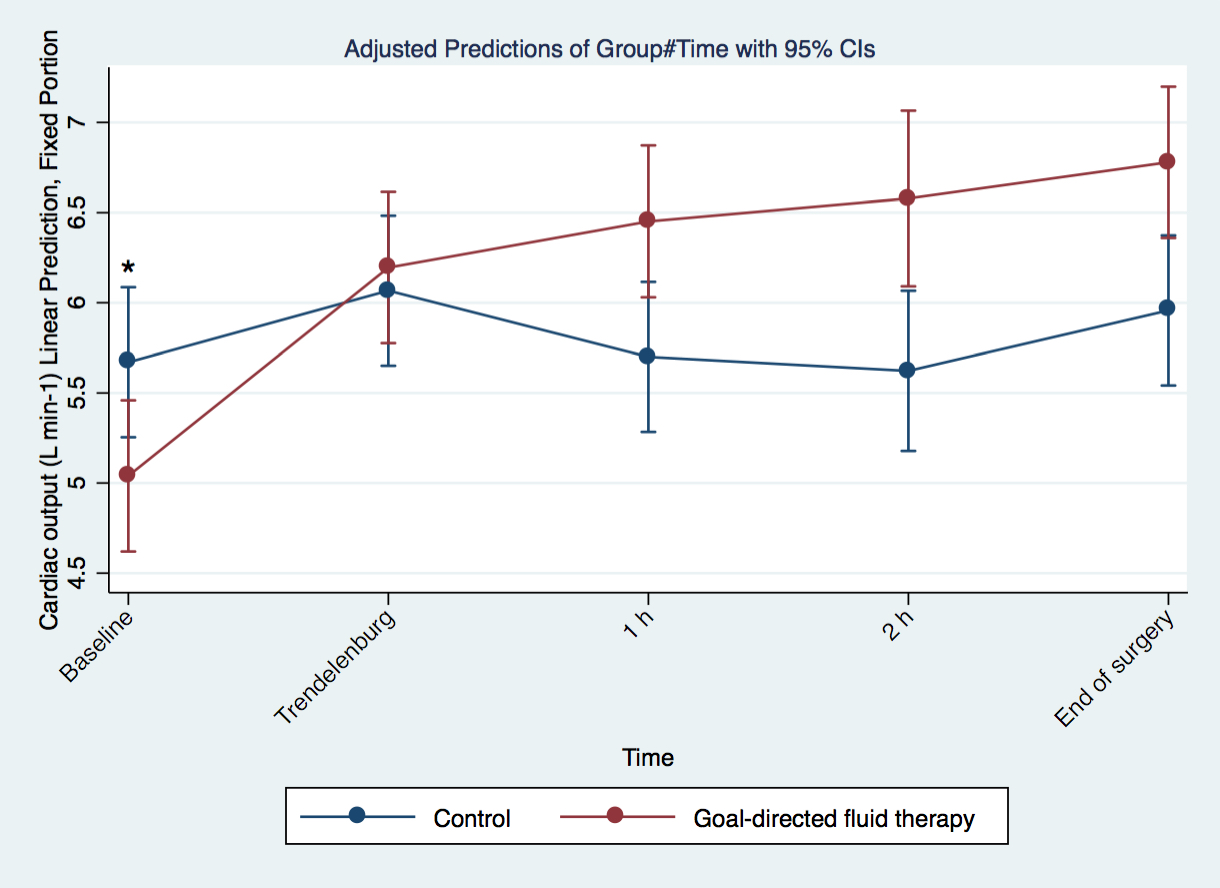 Adjusted Predictions of Group#Time with 95% CIs
Cardiac output (L min-1) Linear Prediction, Fixed Portion
7
6.5
6
5.5
5
4.5
*
Baseline
Trendelenburg
1 h
2 h
End of surgery
Time
Control
Goal-directed fluid therapy